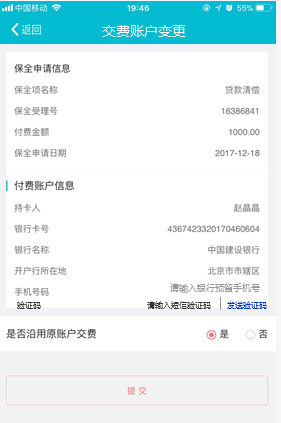 中国移动 19:46 55%
返回 交费账户变更
保全申请信息
保全项名称 贷款清偿
保全受理号 16386841
付费金额 1000.00
保全申请日期 2017-12-18
付费账户信息
持卡人 赵晶晶
银行卡号 4367423320170460604
银行名称 中国建设银行
开户行所在地 北京市市辖区
手机号码 请输入银行预留手机号
验证码 请输入短信验证码 发送验证码
是否沿用原账户交费 是 否
提 交